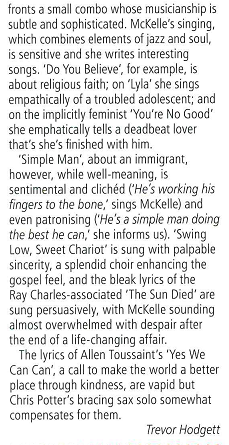 fronts a small combo whose musicianship is
subtle and sophisticated. McKelle's singing,
which combines elements of jazz and soul,
is sensitive and she writes interesting
songs. 'Do You Believe', for example, is
about religious faith; on 'Lyla' she sings
empathically of a troubled adolescent; and
on the implicitly feminist 'You're No Good'
she emphatically tells a deadbeat lover
that's she's finished with him.
'Simple Man', about an immigrant,
however, while well-meaning, is
sentimental and clichéd ('He's working his
fingers to the bone,' sings McKelle) and
even patronising ('He's a simple man doing
the best he can,' she informs us). 'Swing
Low, Sweet Chariot' is sung with palpable
sincerity, a splendid choir enhancing the
gospel feel, and the bleak lyrics of the
Ray Charles-associated 'The Sun Died' are
sung persuasively, with McKelle sounding
almost overwhelmed with despair after
the end of a life-changing affair.
The lyrics of Allen Toussaint's 'Yes We
Can Can', a call to make the world a better
place through kindness, are vapid but
Chris Potter's bracing sax solo somewhat
compensates for them.
Trevor Hodgett